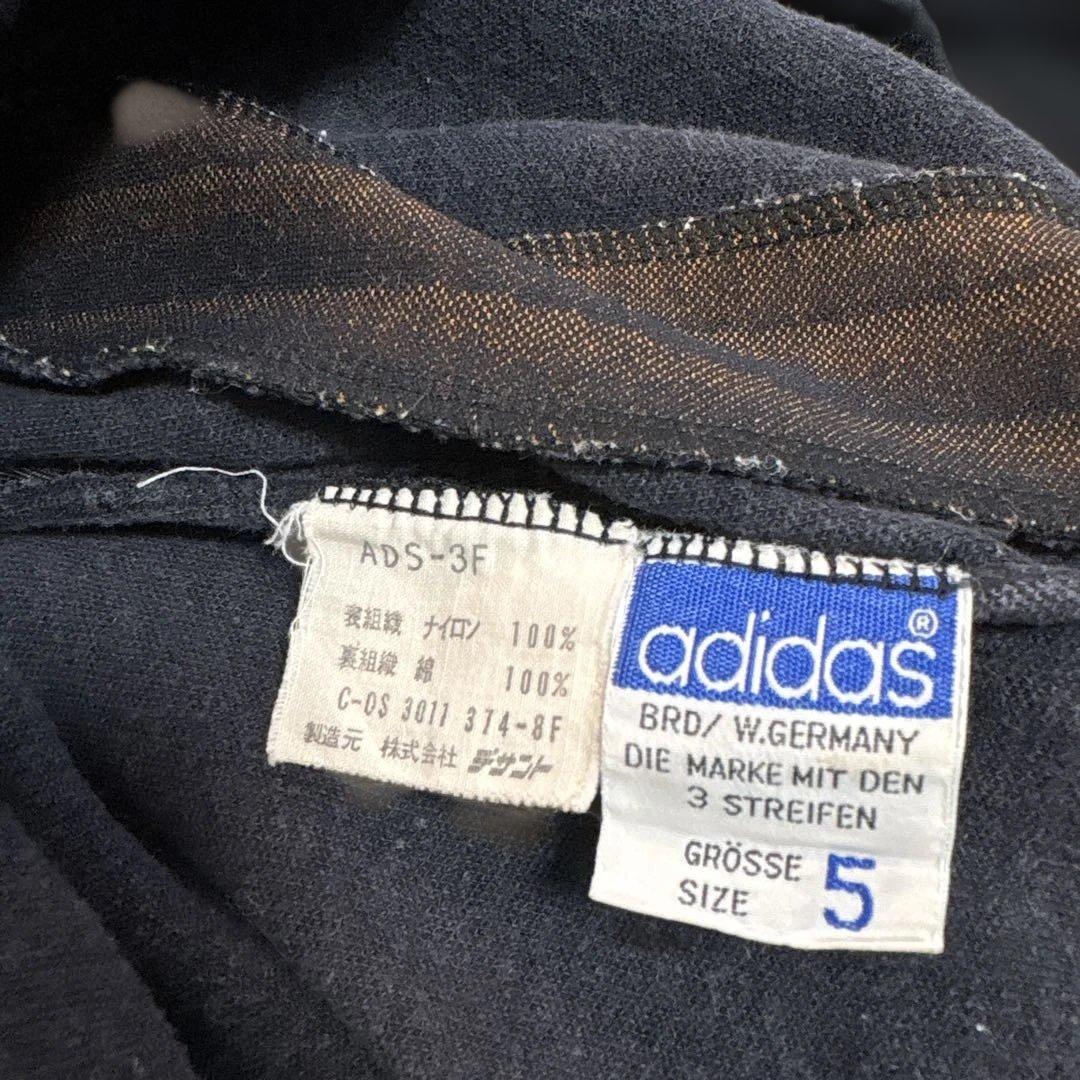 ADS-3F
表組織 ナイロン 100%
裏組織 綿 100%
C-OS 3011 374-8F
製造元 株式会社 デサント
adidas®
BRD/ W.GERMANY
DIE MARKE MIT DEN
3 STREIFEN
GRÖSSE
SIZE 5